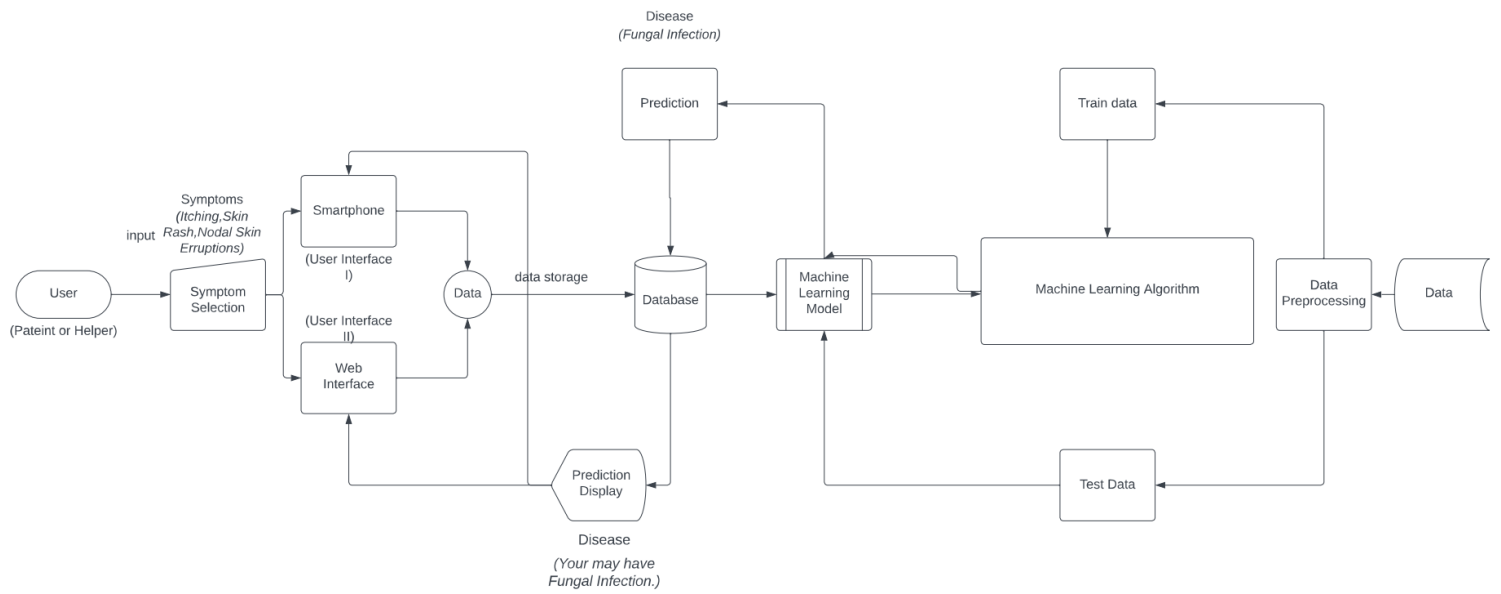 Disease
(Fungal Infection)
Prediction
Train data
Symptoms
(Itching,Skin
Rash,Nodal Skin
Erruptions)
input
Smartphone
(User Interface
I)
User
(Pateint or Helper)
Symptom
Selection
(User Interface
II)
Web
Interface
Data
data storage
Database
Machine
Learning
Model
Machine Learning Algorithm
Data
Preprocessing
Data
Prediction
Display
Test Data
Disease
(Your may have
Fungal Infection.)